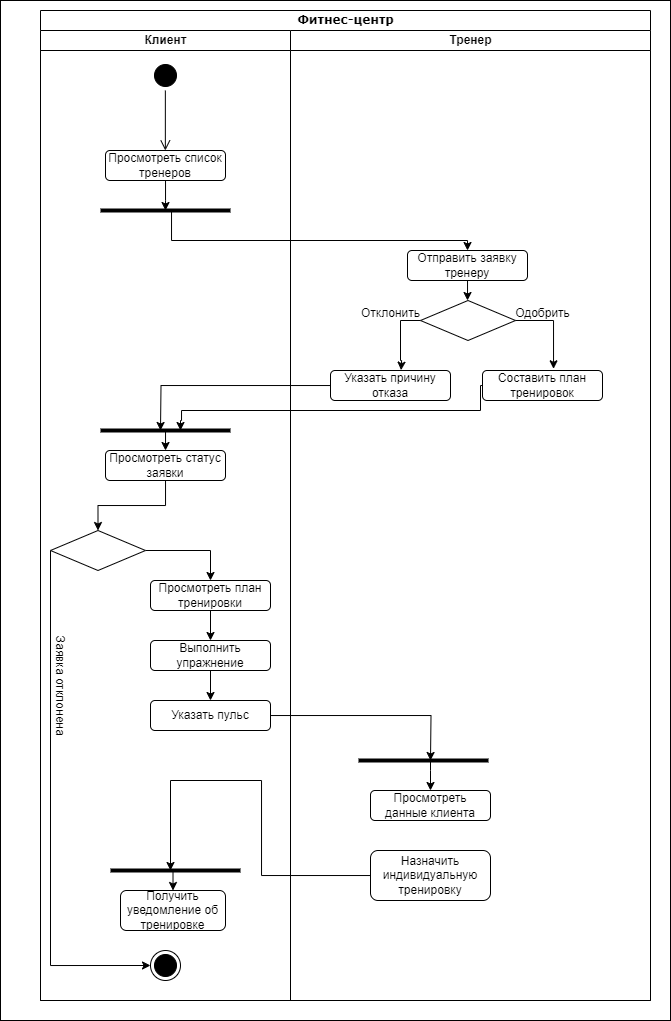 Фитнес-центр
Клиент
Тренер
Просмотреть список
тренеров
Отправить заявку
тренеру
Отклонить
Одобрить
Указать причину
отказа
Составить план
тренировок
Просмотреть статус
заявки
Просмотреть план
тренировки
Выполнить
упражнение
Заявка отклонена
Указать пульс
Просмотреть
данные клиента
Назначить
индивидуальную
тренировку
Получить
уведомление об
тренировке